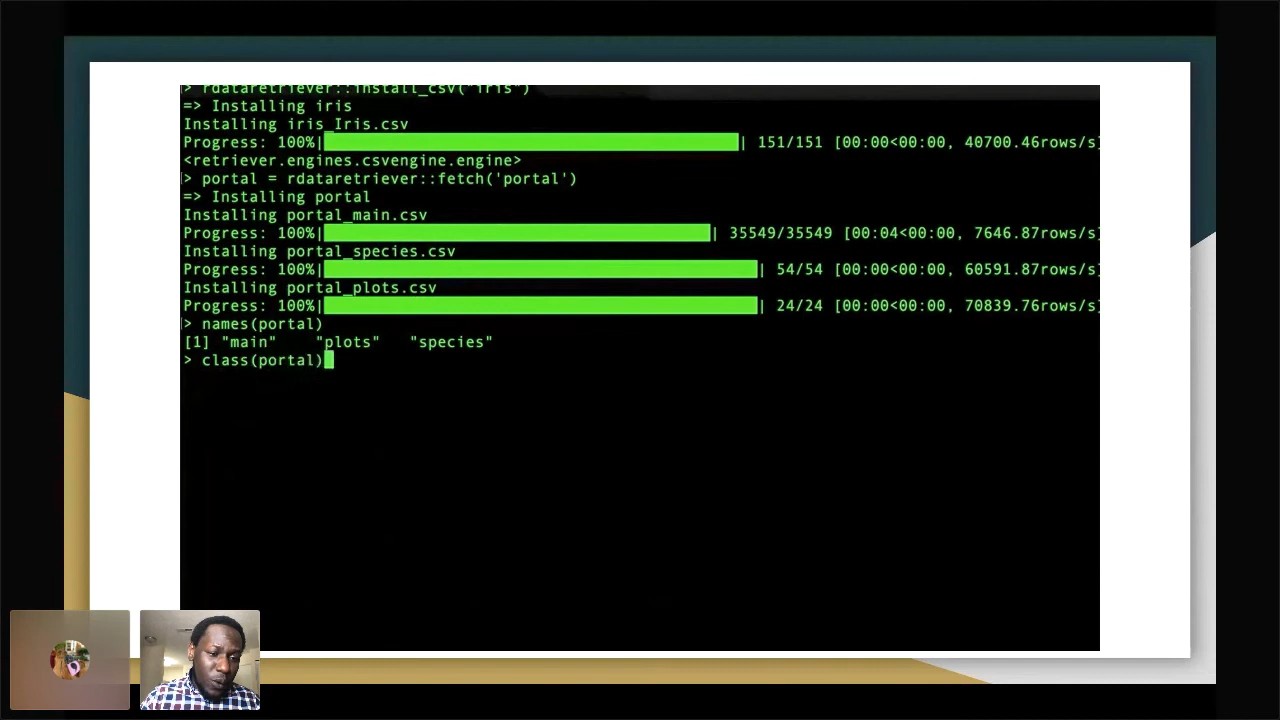 > rdataretriever::install_csv("iris")
=> Installing iris
Installing iris_Iris.csv
Progress: 100%| | 151/151 [00:00<00:00, 40700.46rows/s]
<retriever.engines.csvengine.engine>
> portal = rdataretriever::fetch('portal')
=> Installing portal
Installing portal_main.csv
Progress: 100%| | 35549/35549 [00:04<00:00, 7646.87rows/s]
Installing portal_species.csv
Progress: 100%| | 54/54 [00:00<00:00, 60591.87rows/s]
Installing portal_plots.csv
Progress: 100%| | 24/24 [00:00<00:00, 70839.76rows/s]
> names(portal)
[1] "main"    "plots"   "species"
> class(portal)